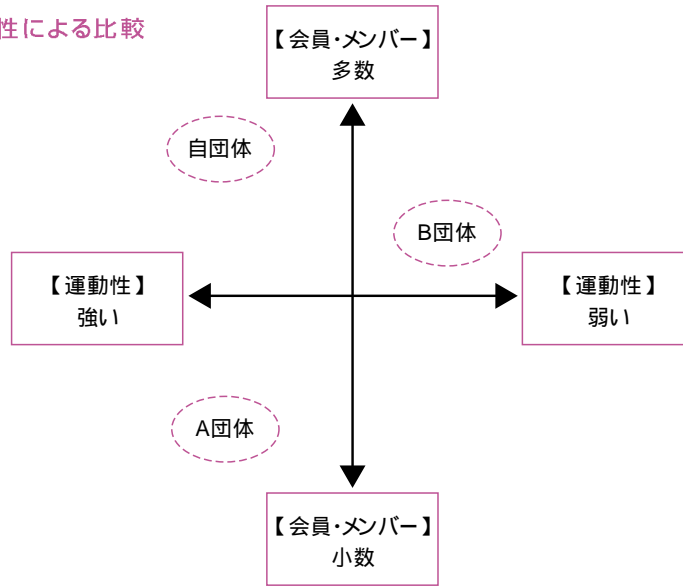 性による比較
【会員・メンバー】
多数
自団体
B団体
【運動性】
強い
【運動性】
弱い
A団体
【会員・メンバー】
小数